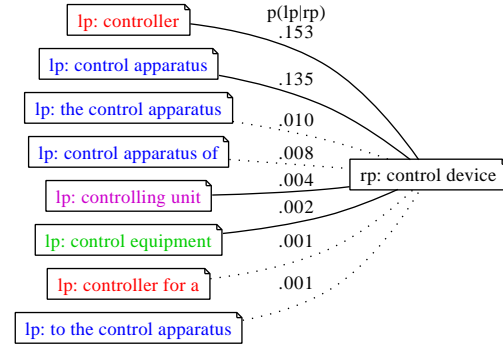 p(lp|rp)
lp: controller
.153
lp: control apparatus
.135
lp: the control apparatus
.010
lp: control apparatus of
.008
rp: control device
lp: controlling unit
.004
lp: control equipment
.002
lp: controller for a
.001
lp: to the control apparatus
.001